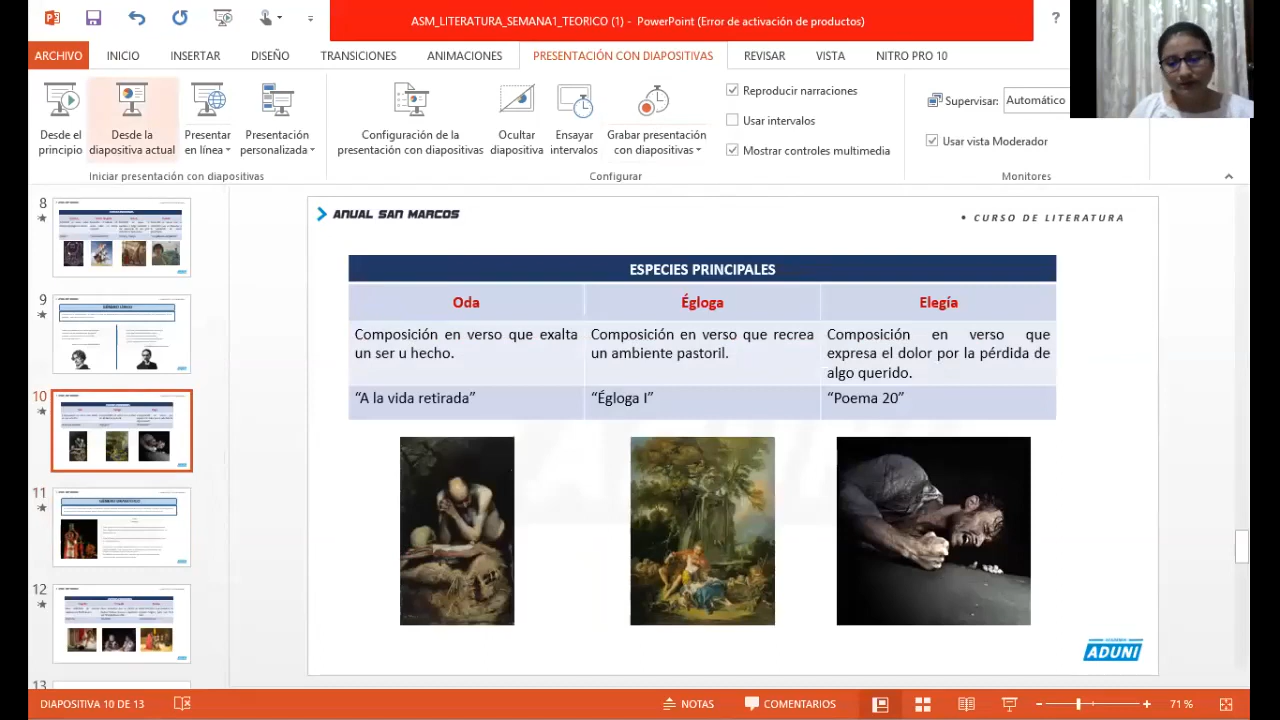 ASM_LITERATURA_SEMANA1_TEORICO (1) - PowerPoint (Error de activación de productos)
?
ARCHIVO INICIO INSERTAR DISEÑO TRANSICIONES ANIMACIONES PRESENTACIÓN CON DIAPOSITIVAS REVISAR VISTA NITRO PRO 10
Desde el principio
Desde la diapositiva actual
Presentar en línea
Presentación personalizada
Iniciar presentación con diapositivas
Configuración de la presentación con diapositivas
Ocultar diapositiva
Ensayar intervalos
Grabar presentación con diapositivas
Reproducir narraciones
Usar intervalos
Mostrar controles multimedia
Configurar
Supervisar: Automático
Usar vista Moderador
Monitores
8
9
10
11
12
13
ANUAL SAN MARCOS
• CURSO DE LITERATURA
ESPECIES PRINCIPALES
Oda Égloga Elegía
Composición en verso que exalta
un ser u hecho.
Composición en verso que recrea
un ambiente pastoril.
Composición en verso que
expresa el dolor por la pérdida de
algo querido.
“A la vida retirada” “Égloga I” “Poema 20”
ADUNI
DIAPOSITIVA 10 DE 13 NOTAS COMENTARIOS 71 %